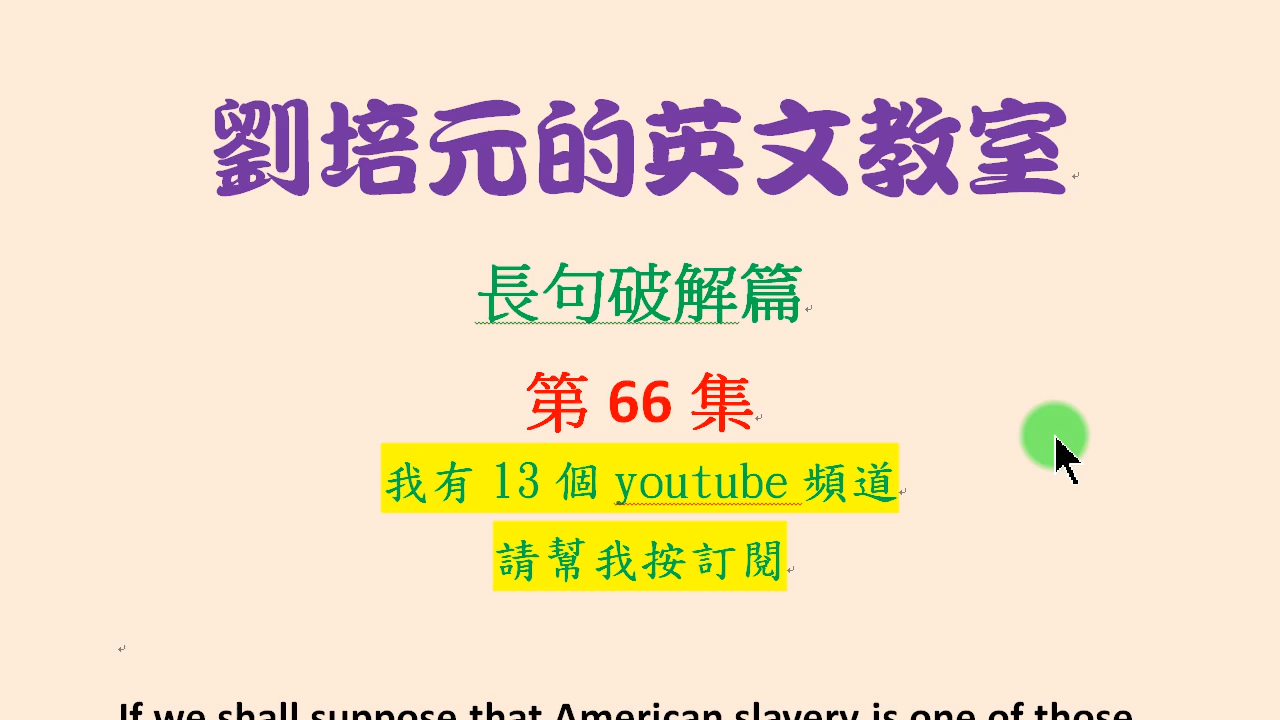 劉培元的英文教室
長句破解篇
第 66 集
我有 13 個 youtube 頻道
請幫我按訂閱
If we shall suppose that American slavery is one of those